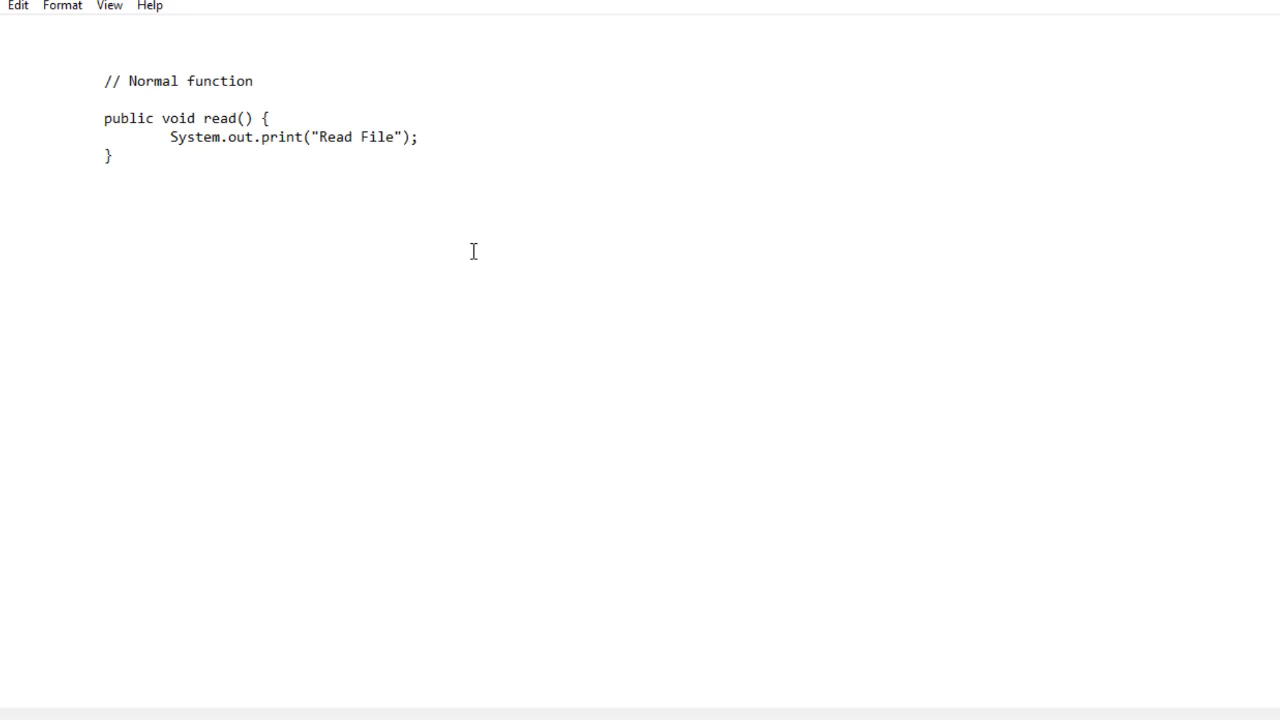 Edit Format View Help
// Normal function
public void read() {
        System.out.print("Read File");
}